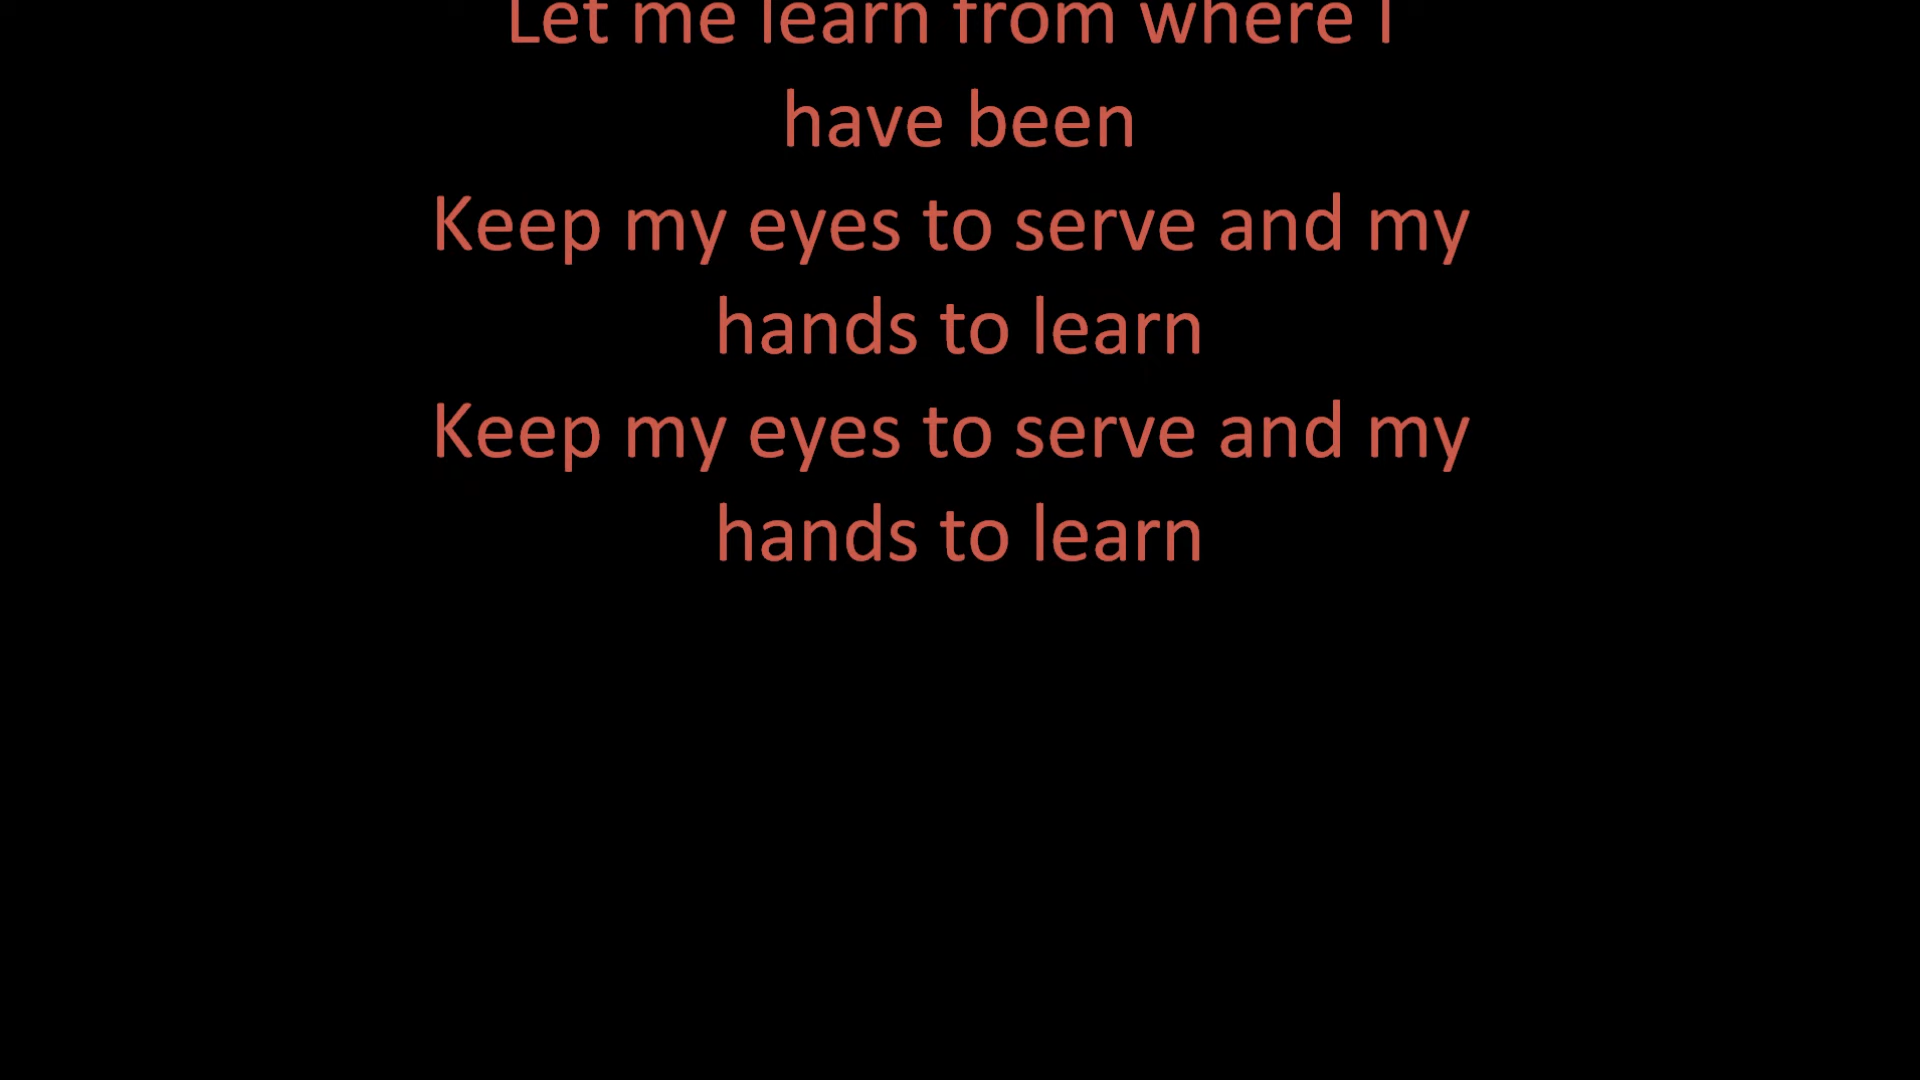 Let me learn from where I
have been
Keep my eyes to serve and my
hands to learn
Keep my eyes to serve and my
hands to learn